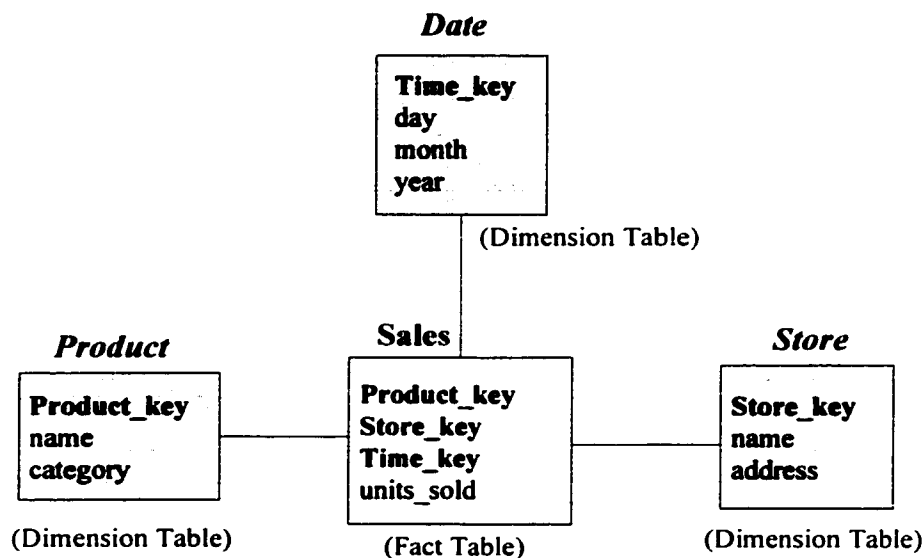 Date
Time_key
day
month
year
(Dimension Table)
Product
Product_key
name
category
(Dimension Table)
Sales
Product_key
Store_key
Time_key
units_sold
(Fact Table)
Store
Store_key
name
address
(Dimension Table)